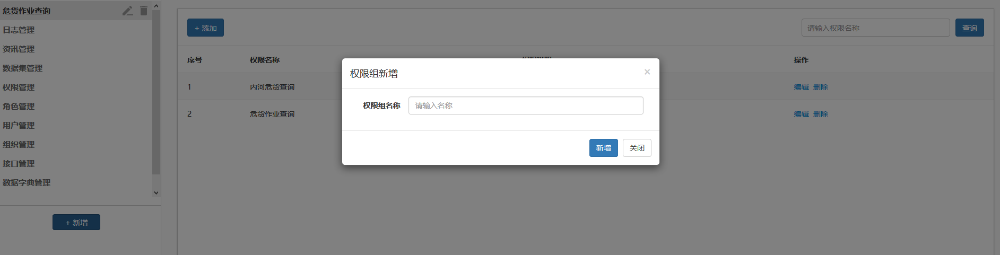 危货作业查询
日志管理
资讯管理
数据集管理
权限管理
角色管理
用户管理
组织管理
接口管理
数据字典管理
+ 新增
+ 添加
请输入权限名称
查询
序号
权限名称
操作
1
内河危货查询
编辑 删除
2
危货作业查询
编辑 删除
权限组新增
×
权限组名称
请输入名称
新增
关闭